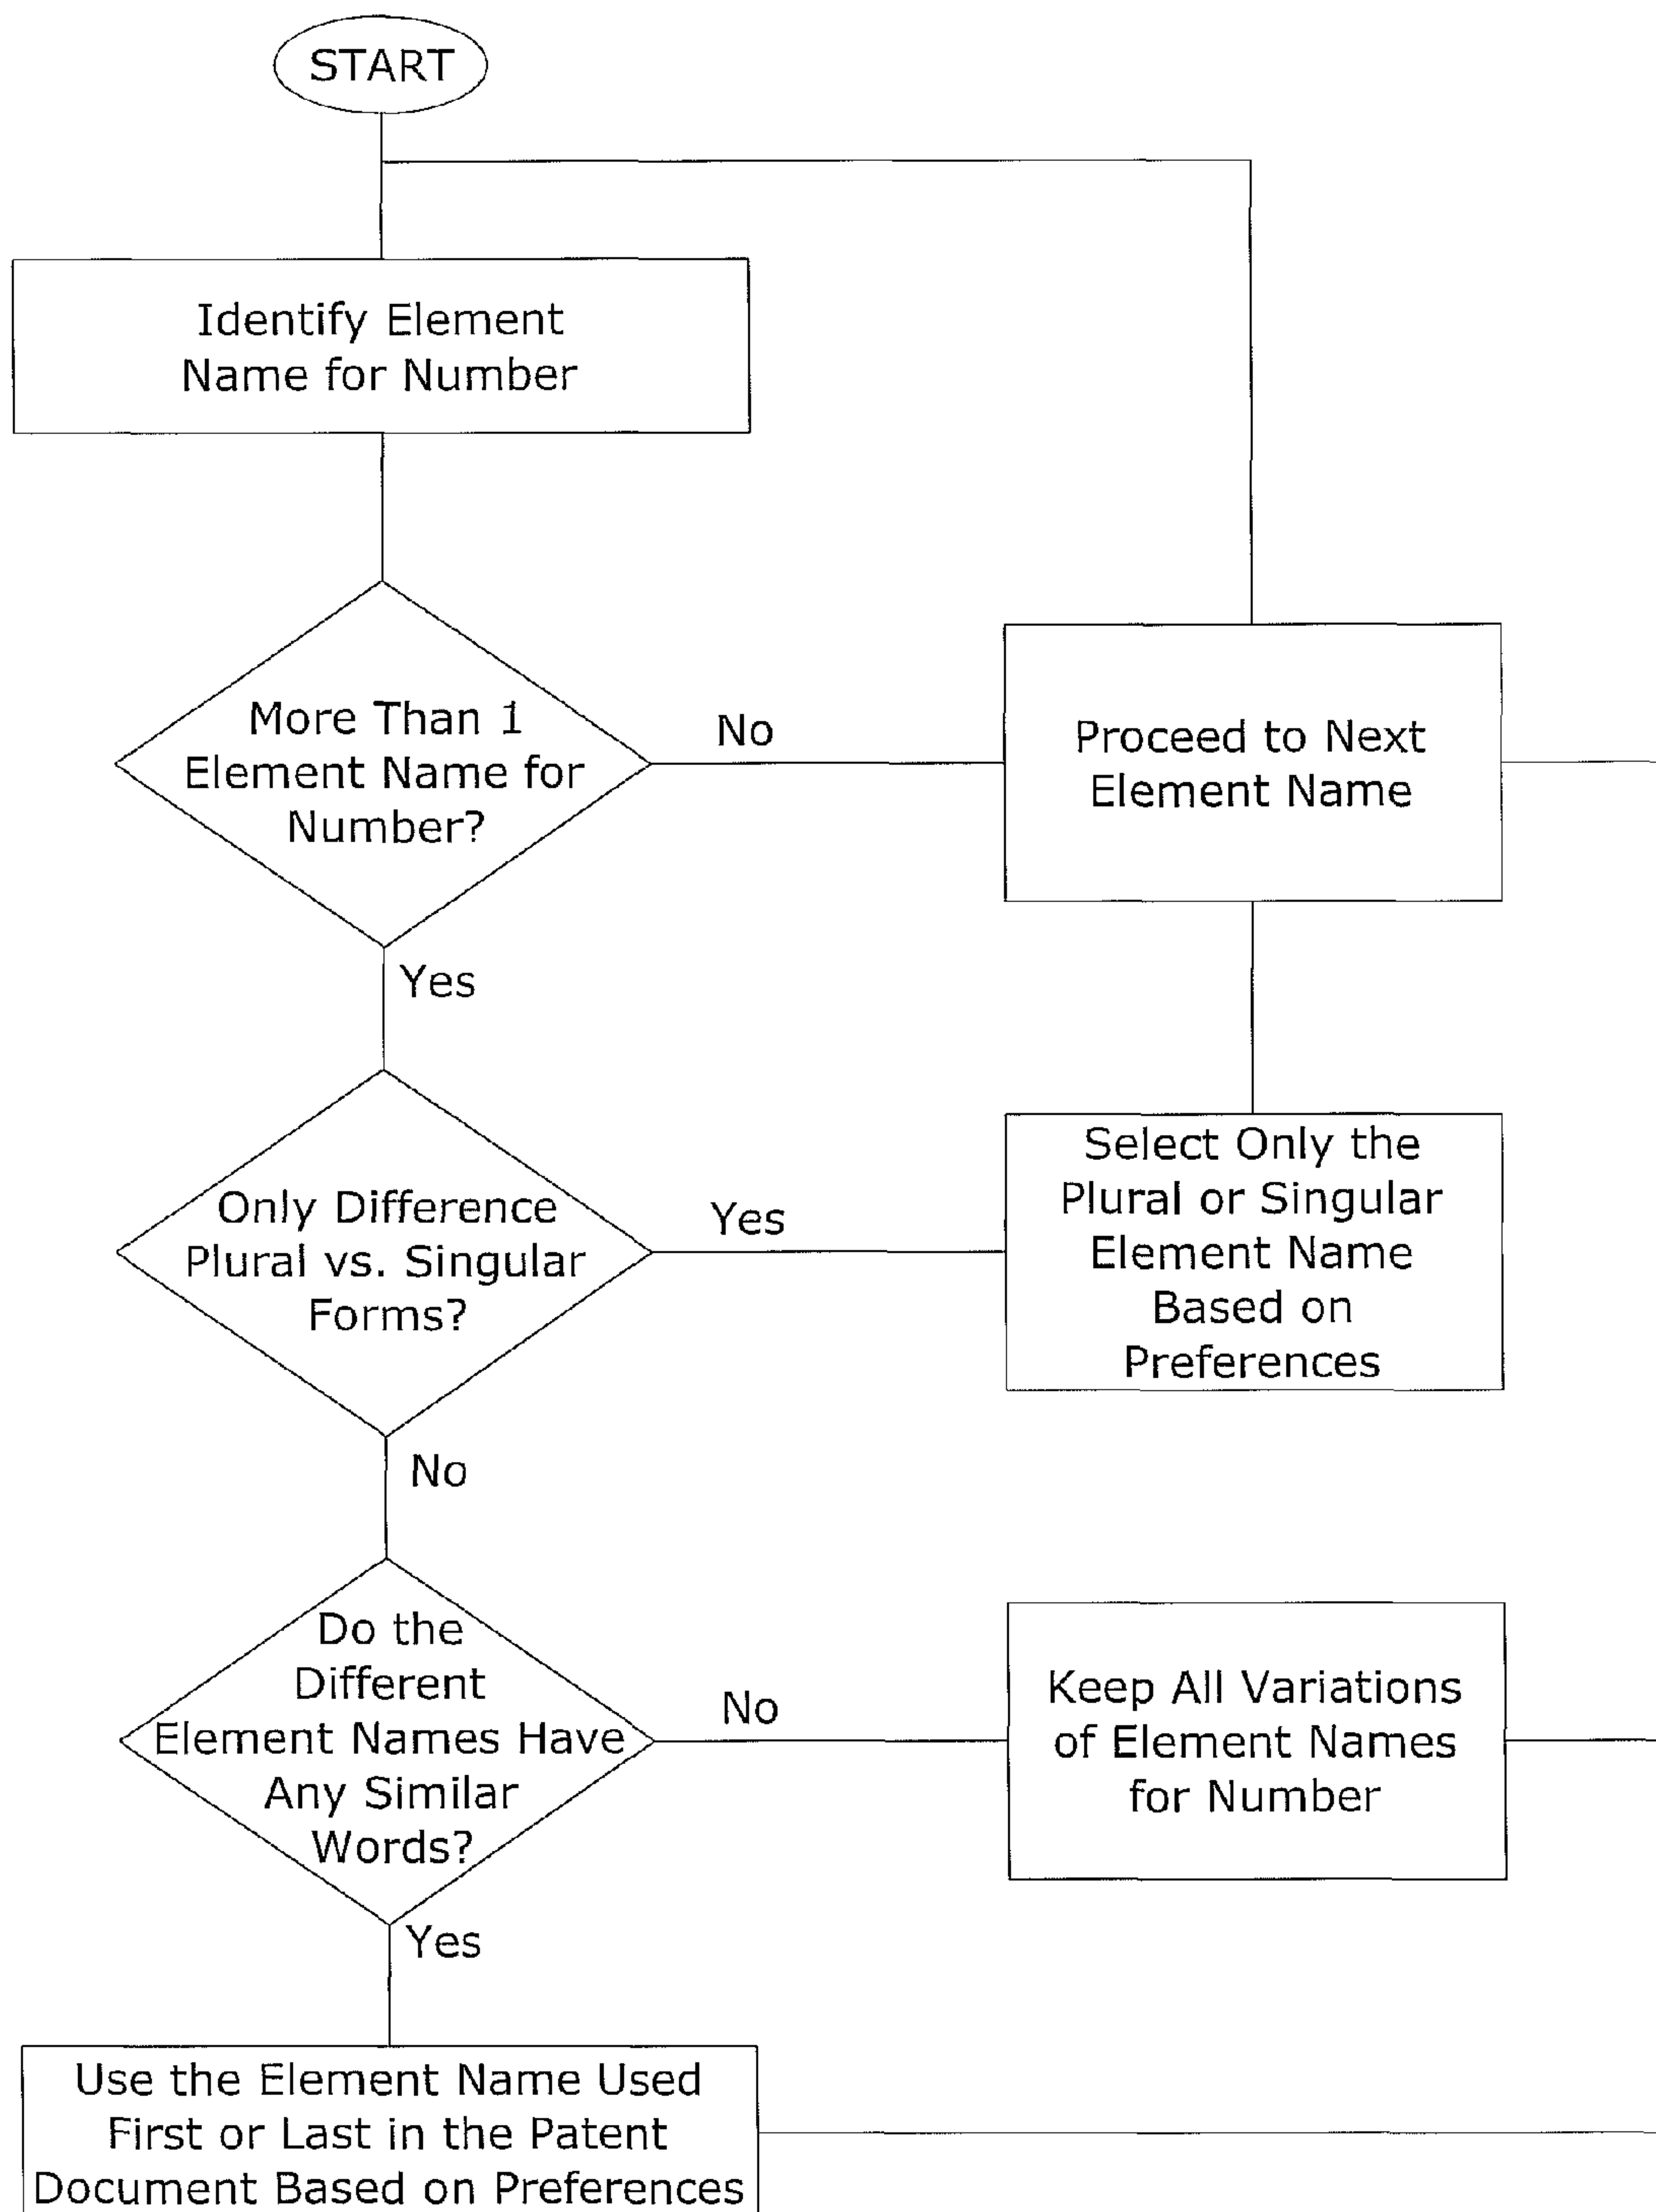 START
Identify Element
Name for Number
More Than 1
Element Name for
Number?
No
Proceed to Next
Element Name
Yes
Only Difference
Plural vs. Singular
Forms?
Yes
Select Only the
Plural or Singular
Element Name
Based on
Preferences
No
Do the
Different
Element Names Have
Any Similar
Words?
No
Keep All Variations
of Element Names
for Number
Yes
Use the Element Name Used
First or Last in the Patent
Document Based on Preferences